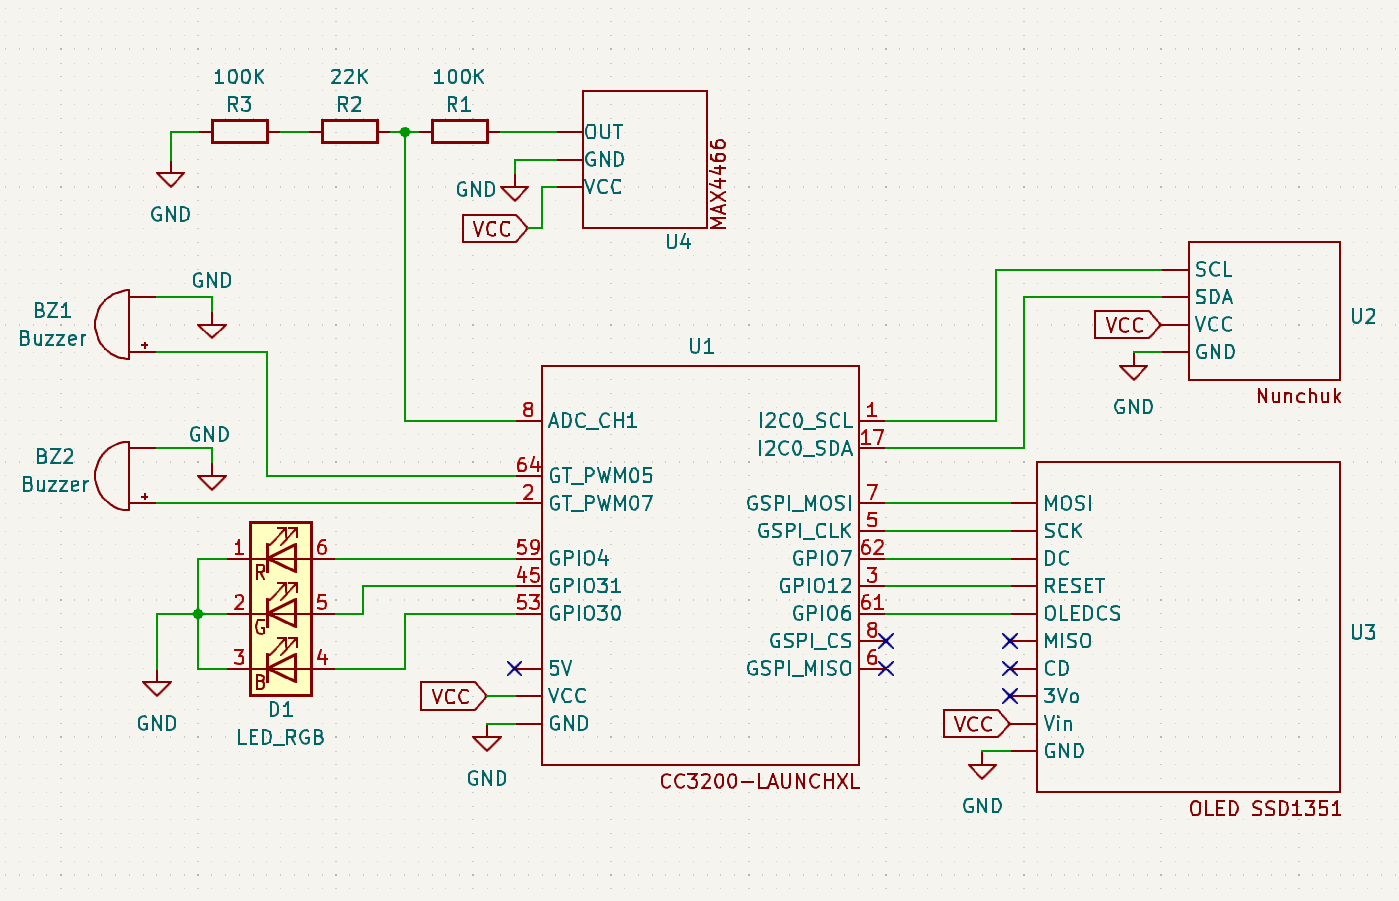 100K
R3
22K
R2
100K
R1
GND
OUT
GND
VCC
GND
VCC
MAX4466
U4
BZ1
Buzzer
+
GND
BZ2
Buzzer
+
GND
U1
8 ADC_CH1
64 GT_PWM05
2 GT_PWM07
59 GPIO4
45 GPIO31
53 GPIO30
5V
VCC VCC
GND
GND
I2C0_SCL 1
I2C0_SDA 17
GSPI_MOSI 7
GSPI_CLK 5
GPIO7 62
GPIO12 3
GPIO6 61
GSPI_CS 8
GSPI_MISO 6
CC3200-LAUNCHXL
1 R 6
2 G 5
3 B 4
GND
D1
LED_RGB
SCL
SDA
VCC VCC
GND
GND
U2
Nunchuk
MOSI
SCK
DC
RESET
OLEDCS
MISO
CD
3Vo
VCC Vin
GND
GND
U3
OLED SSD1351